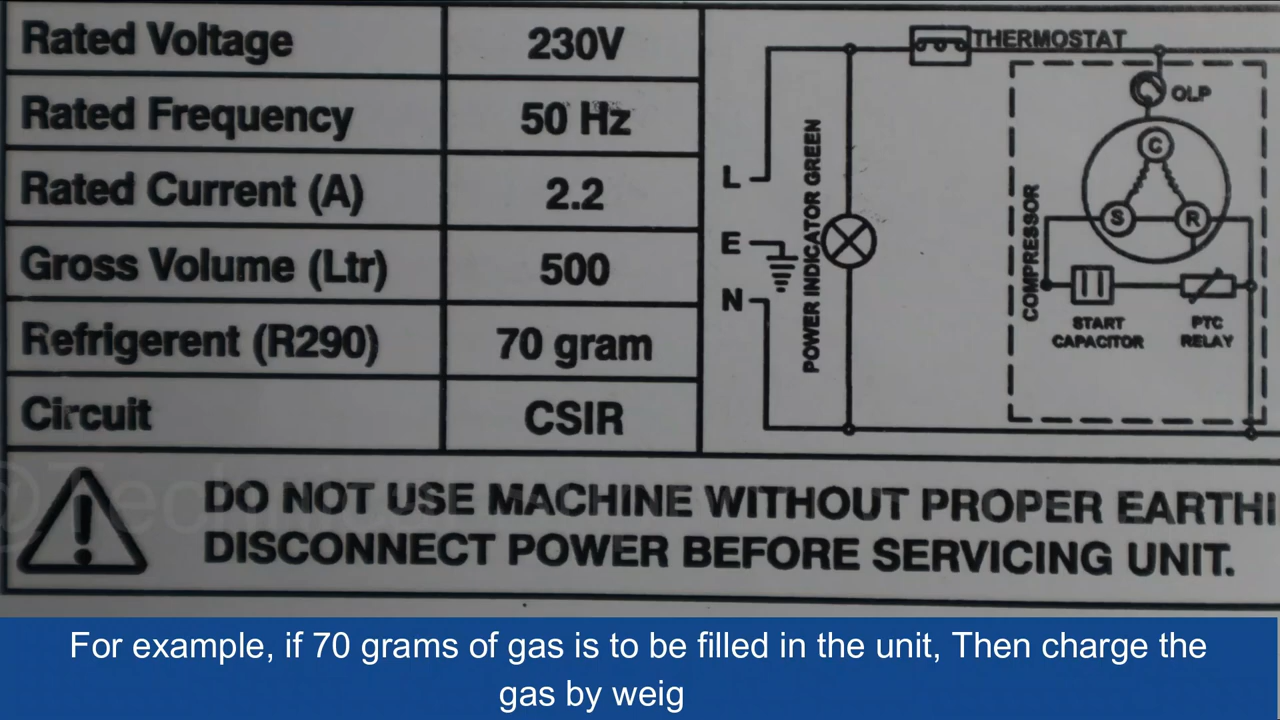 Rated Voltage 230V
Rated Frequency 50 Hz
Rated Current (A) 2.2
Gross Volume (Ltr) 500
Refrigerent (R290) 70 gram
Circuit CSIR
THERMOSTAT
OLP
C
S R
L
E
N
POWER INDICATOR GREEN
COMPRESSOR
START
CAPACITOR
PTC
RELAY
DO NOT USE MACHINE WITHOUT PROPER EARTHI
DISCONNECT POWER BEFORE SERVICING UNIT.
For example, if 70 grams of gas is to be filled in the unit, Then charge the
gas by weig